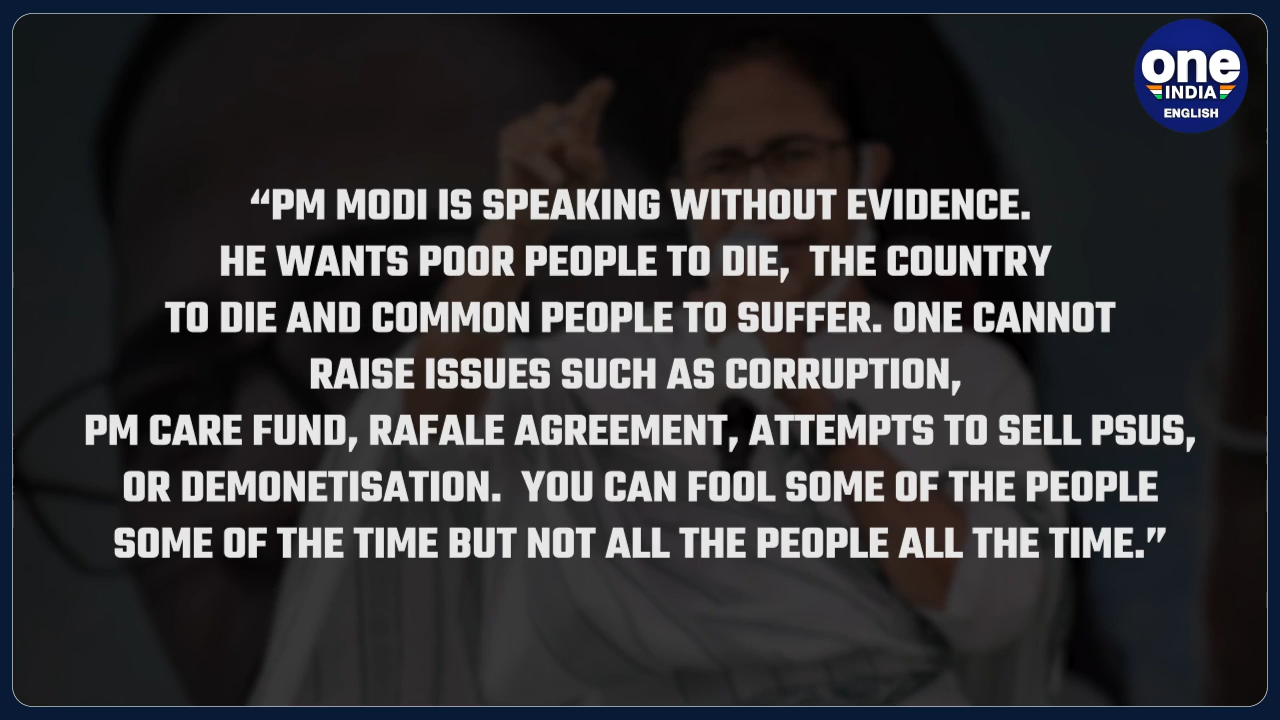 one
INDIA
ENGLISH
“PM MODI IS SPEAKING WITHOUT EVIDENCE.
HE WANTS POOR PEOPLE TO DIE,  THE COUNTRY
TO DIE AND COMMON PEOPLE TO SUFFER. ONE CANNOT
RAISE ISSUES SUCH AS CORRUPTION,
PM CARE FUND, RAFALE AGREEMENT, ATTEMPTS TO SELL PSUS,
OR DEMONETISATION.  YOU CAN FOOL SOME OF THE PEOPLE
SOME OF THE TIME BUT NOT ALL THE PEOPLE ALL THE TIME.”